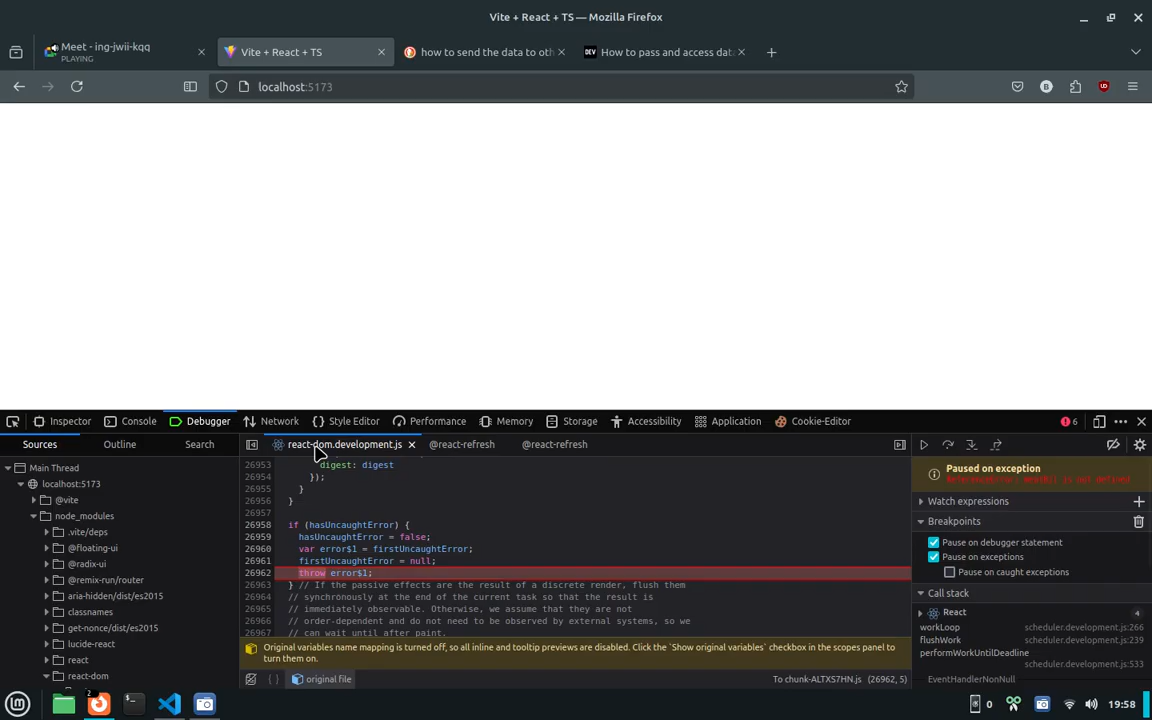 Vite + React + TS — Mozilla Firefox
Meet - ing-jwii-kqq
PLAYING
Vite + React + TS
how to send the data to oth
DEV
How to pass and access data
localhost:5173
B
Inspector
Console
Debugger
Network
Style Editor
Performance
Memory
Storage
Accessibility
Application
Cookie-Editor
6
Sources
Outline
Search
react-dom.development.js
@react-refresh
@react-refresh
Main Thread
localhost:5173
@vite
node_modules
.vite/deps
@floating-ui
@radix-ui
@remix-run/router
aria-hidden/dist/es2015
classnames
get-nonce/dist/es2015
lucide-react
react
react-dom
26953 digest: digest
26954 });
26955 }
26956 }
26957
26958 if (hasUncaughtError) {
26959 hasUncaughtError = false;
26960 var error$1 = firstUncaughtError;
26961 firstUncaughtError = null;
26962 throw error$1;
26963 } // If the passive effects are the result of a discrete render, flush them
26964 // synchronously at the end of the current task so that the result is
26965 // immediately observable. Otherwise, we assume that they are not
26966 // order-dependent and do not need to be observed by external systems, so we
26967 // can wait until after paint.
Original variables name mapping is turned off, so all inline and tooltip previews are disabled. Click the `Show original variables` checkbox in the scopes panel to
turn them on.
{ }
original file
To chunk-ALTXS7HN.js
(26962, 5)
Paused on exception
is not defined
Watch expressions
Breakpoints
Pause on debugger statement
Pause on exceptions
Pause on caught exceptions
Call stack
React
4
workLoop
scheduler.development.js:266
flushWork
scheduler.development.js:239
performWorkUntilDeadline
scheduler.development.js:533
EventHandlerNonNull
2
0
19:58